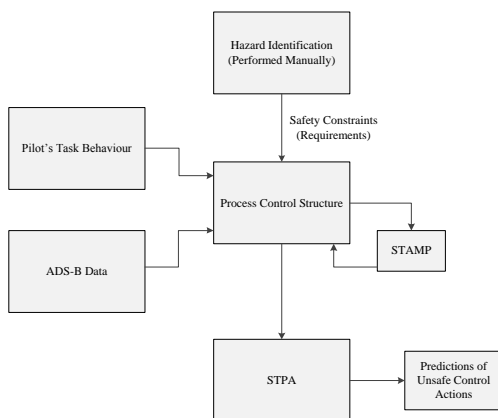 Hazard Identification
(Performed Manually)
Safety Constraints
(Requirements)
Pilot's Task Behaviour
Process Control Structure
ADS-B Data
STAMP
STPA
Predictions of
Unsafe Control
Actions